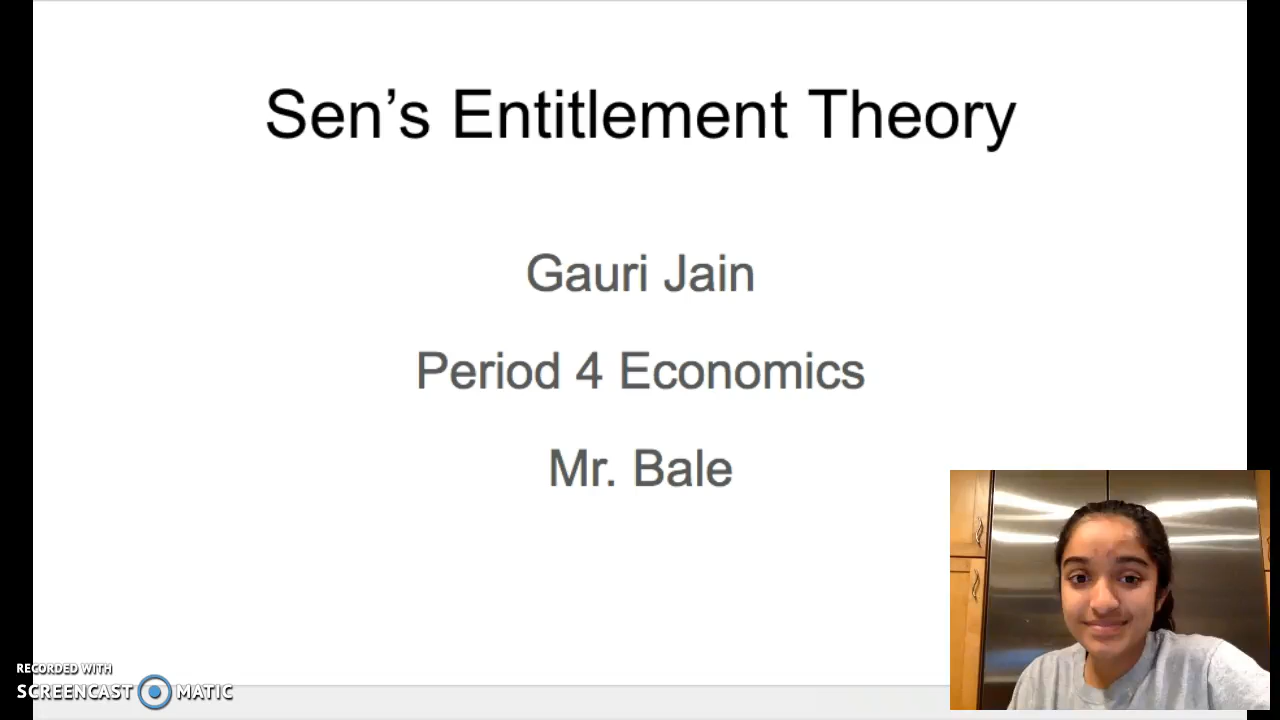 Sen’s Entitlement Theory
Gauri Jain
Period 4 Economics
Mr. Bale
RECORDED WITH
SCREENCAST MATIC